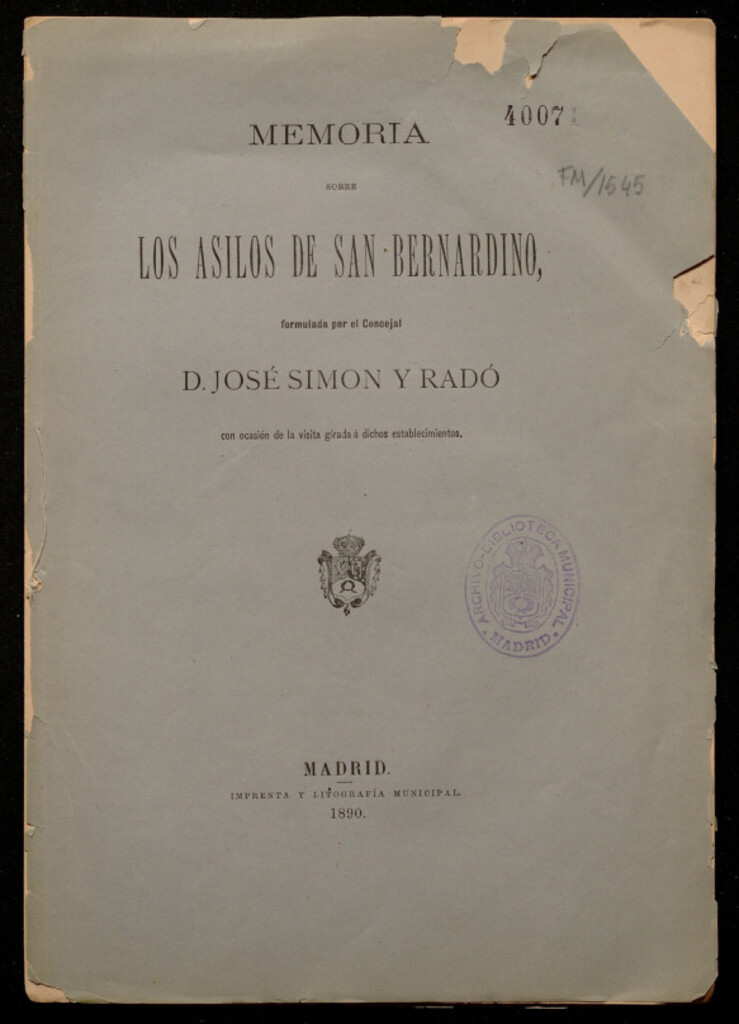 MEMORIA
4007
SOBRE
FM/1545
LOS ASILOS DE SAN BERNARDINO,
formulada por el Concejal
D. JOSÉ SIMON Y RADÓ
con ocasión de la visita girada á dichos establecimientos.
ARCHIVO-BIBLIOTECA MUNICIPAL
MADRID
MADRID.
IMPRENTA Y LITOGRAFÍA MUNICIPAL.
1890.